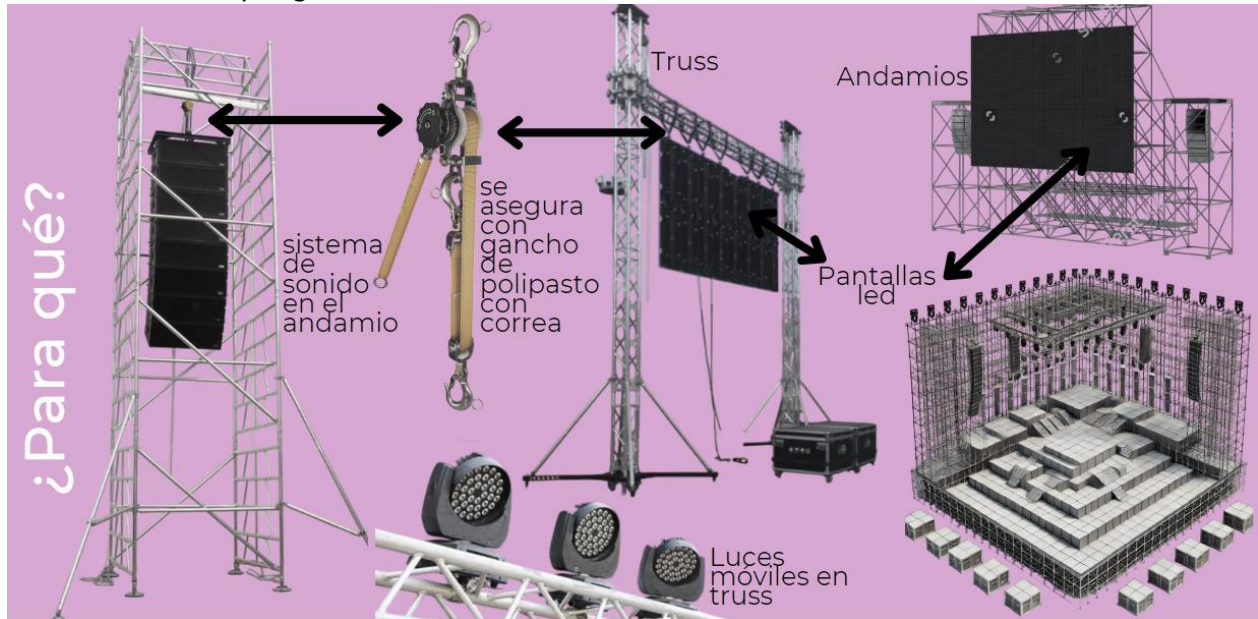 ¿Para qué?
sistema
de
sonido
en el
andamio
se
asegura
con
gancho
de
polipasto
con
correa
Truss
Andamios
Pantallas
led
Luces
móviles en
truss